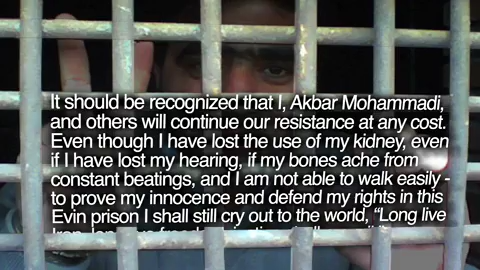 It should be recognized that I, Akbar Mohammadi,
and others will continue our resistance at any cost.
Even though I have lost the use of my kidney, even
if I have lost my hearing, if my bones ache from
constant beatings, and I am not able to walk easily -
to prove my innocence and defend my rights in this
Evin prison I shall still cry out to the world, “Long live